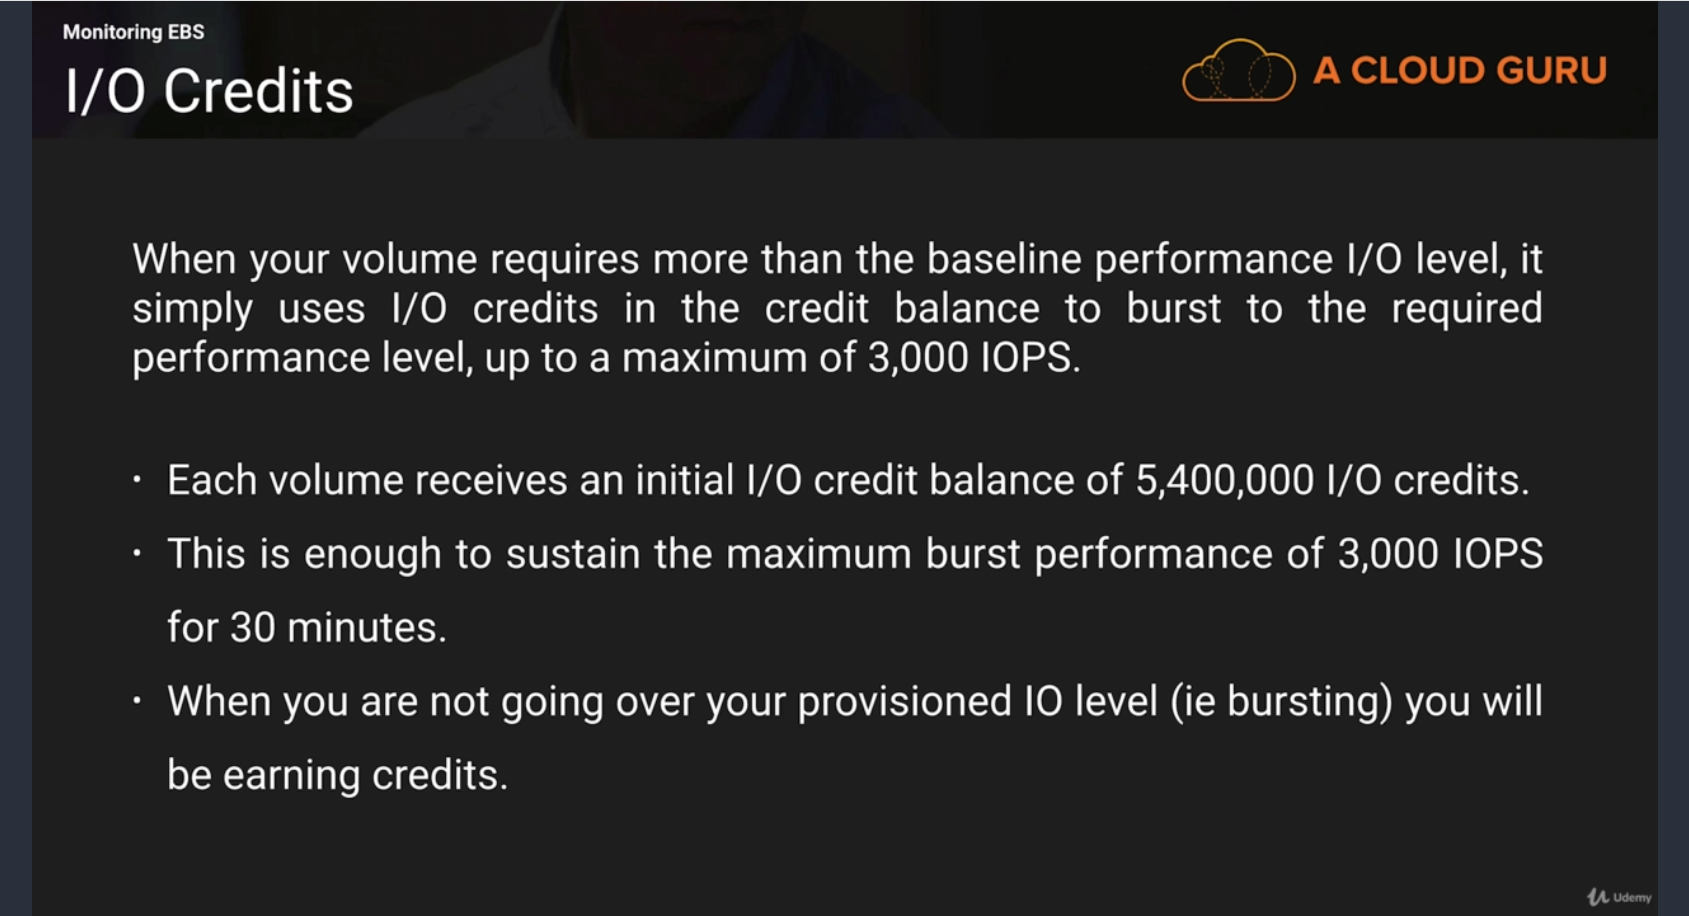 Monitoring EBS
I/O Credits
A CLOUD GURU
When your volume requires more than the baseline performance I/O level, it
simply uses I/O credits in the credit balance to burst to the required
performance level, up to a maximum of 3,000 IOPS.
· Each volume receives an initial I/O credit balance of 5,400,000 I/O credits.
· This is enough to sustain the maximum burst performance of 3,000 IOPS
for 30 minutes.
· When you are not going over your provisioned IO level (ie bursting) you will
be earning credits.
Udemy